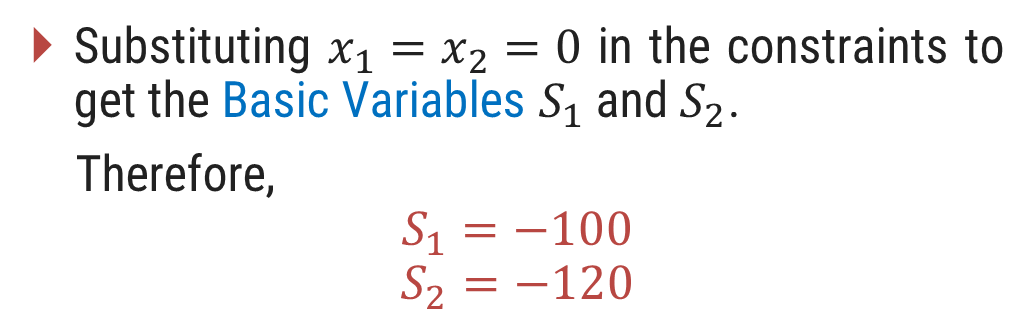 Substituting x₁ = x₂ = 0 in the constraints to
get the Basic Variables S₁ and S₂.
Therefore,
S₁ = −100
S₂ = −120